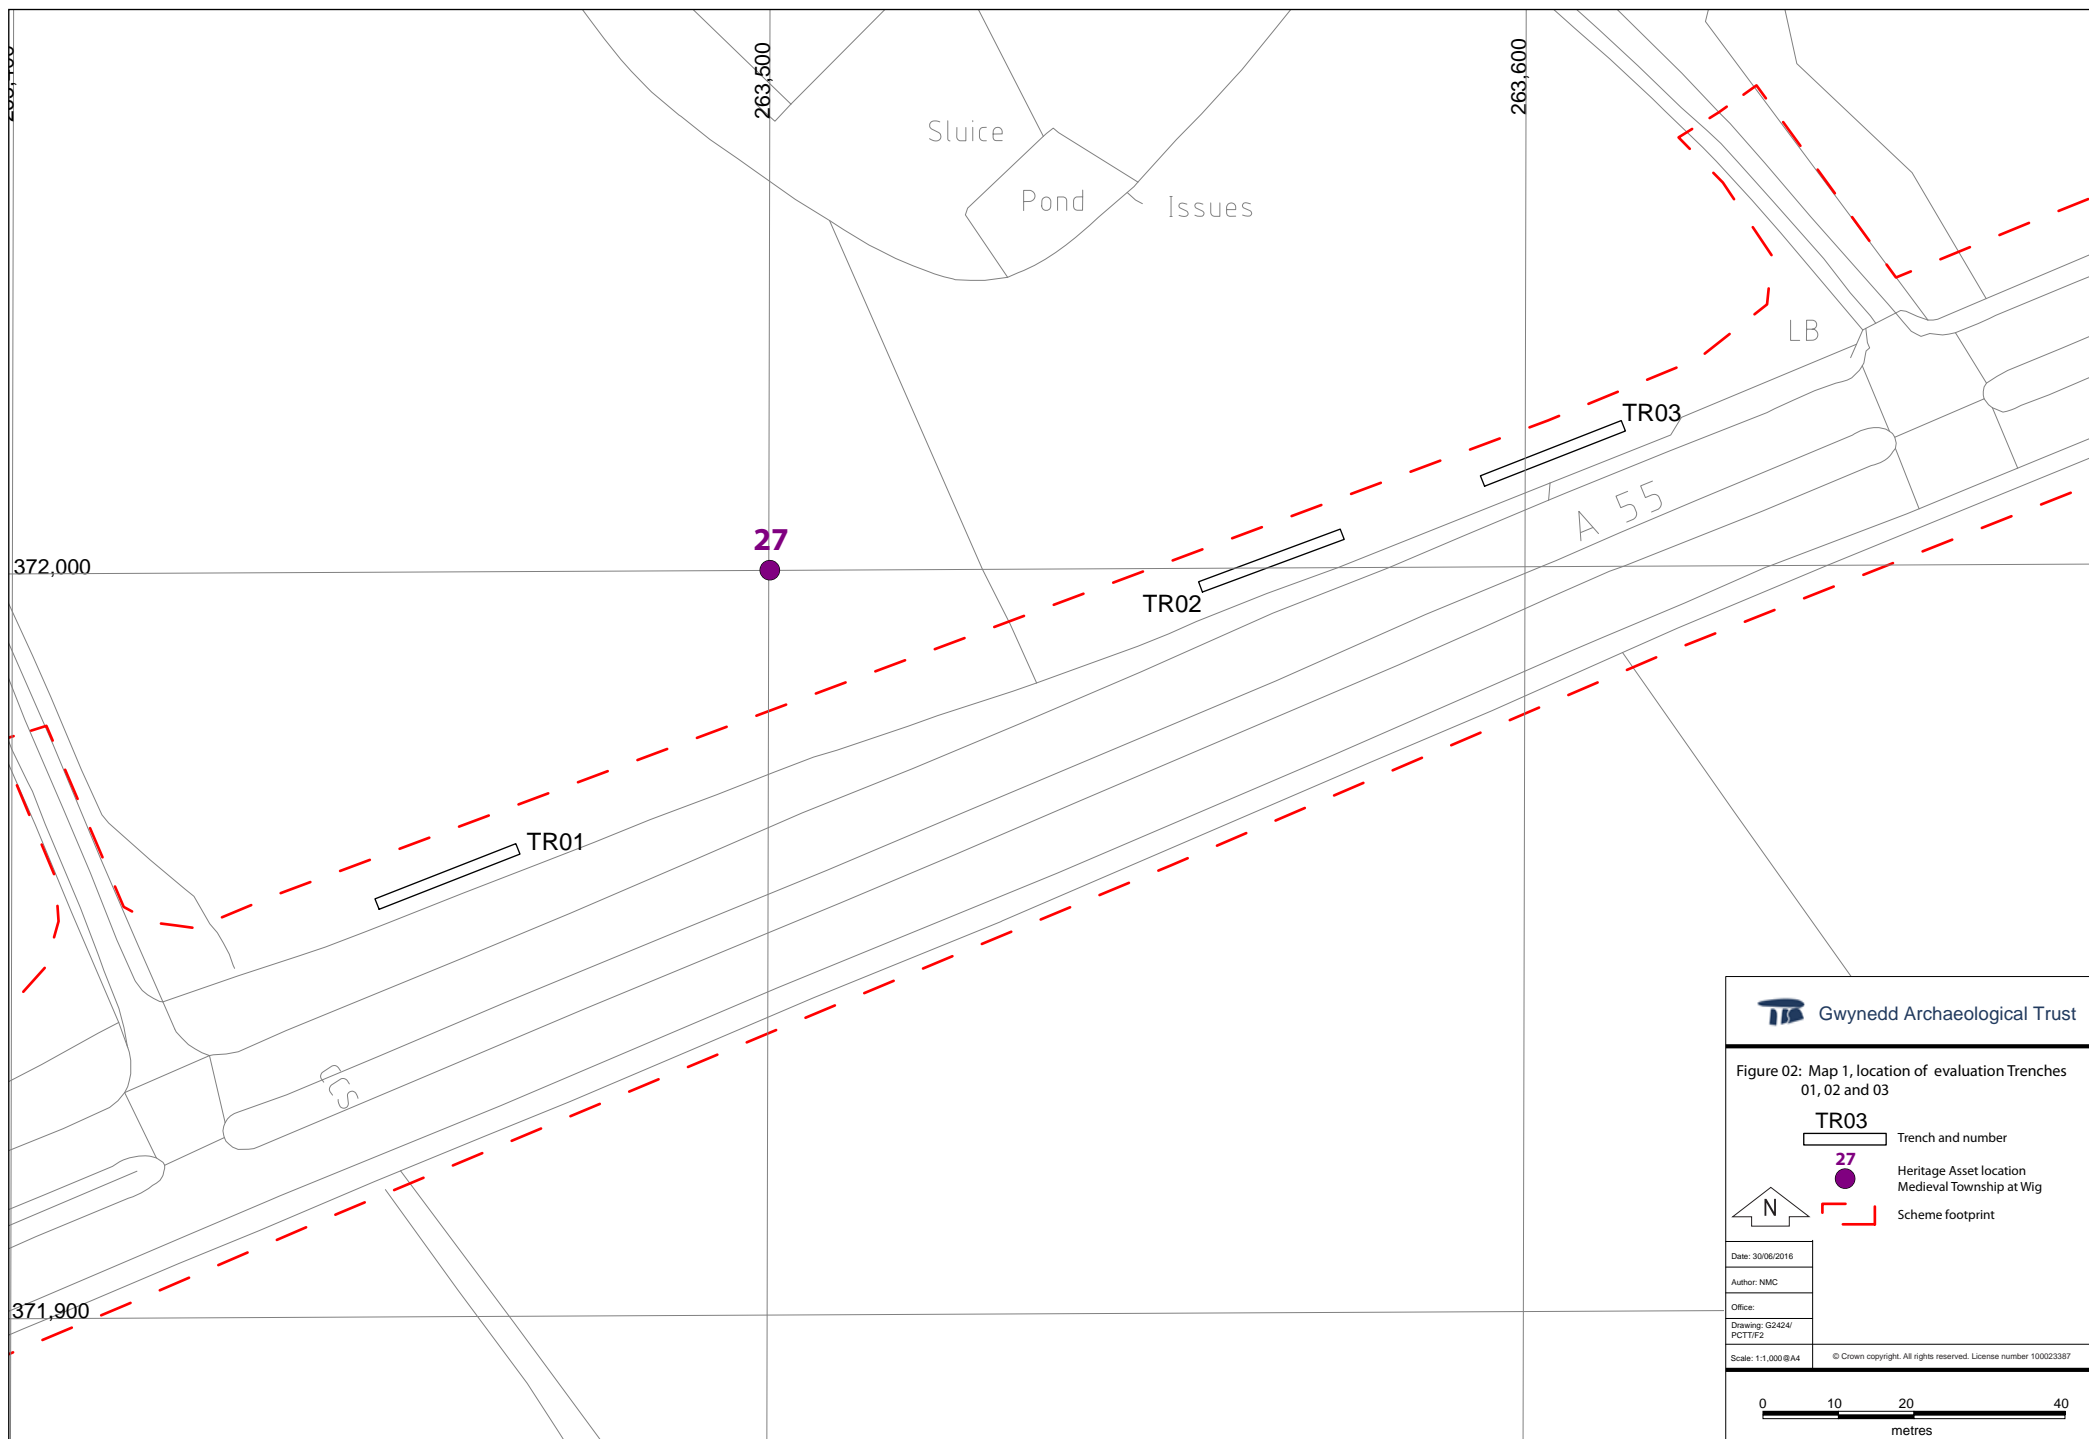 263,500
263,600
Sluice
Pond
Issues
LB
TR03
A 55
27
372,000
TR02
TR01
ccs
371,900
Gwynedd Archaeological Trust
Figure 02: Map 1, location of evaluation Trenches
01, 02 and 03
TR03
Trench and number
27
Heritage Asset location
Medieval Township at Wig
N
Scheme footprint
Date: 30/06/2016
Author: NMC
Office:
Drawing: G2424/
PCTT/F2
Scale: 1:1,000@A4
© Crown copyright. All rights reserved. License number 100023387
0 10 20 40
metres